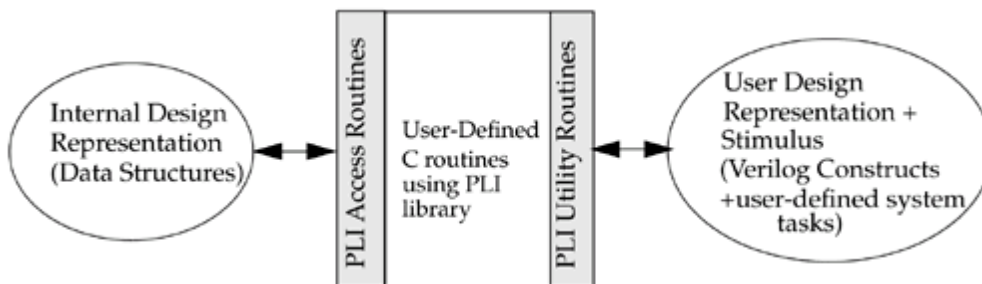 Internal Design
Representation
(Data Structures)
PLI Access Routines
User-Defined
C routines
using PLI
library
PLI Utility Routines
User Design
Representation +
Stimulus
(Verilog Constructs
+user-defined system
tasks)